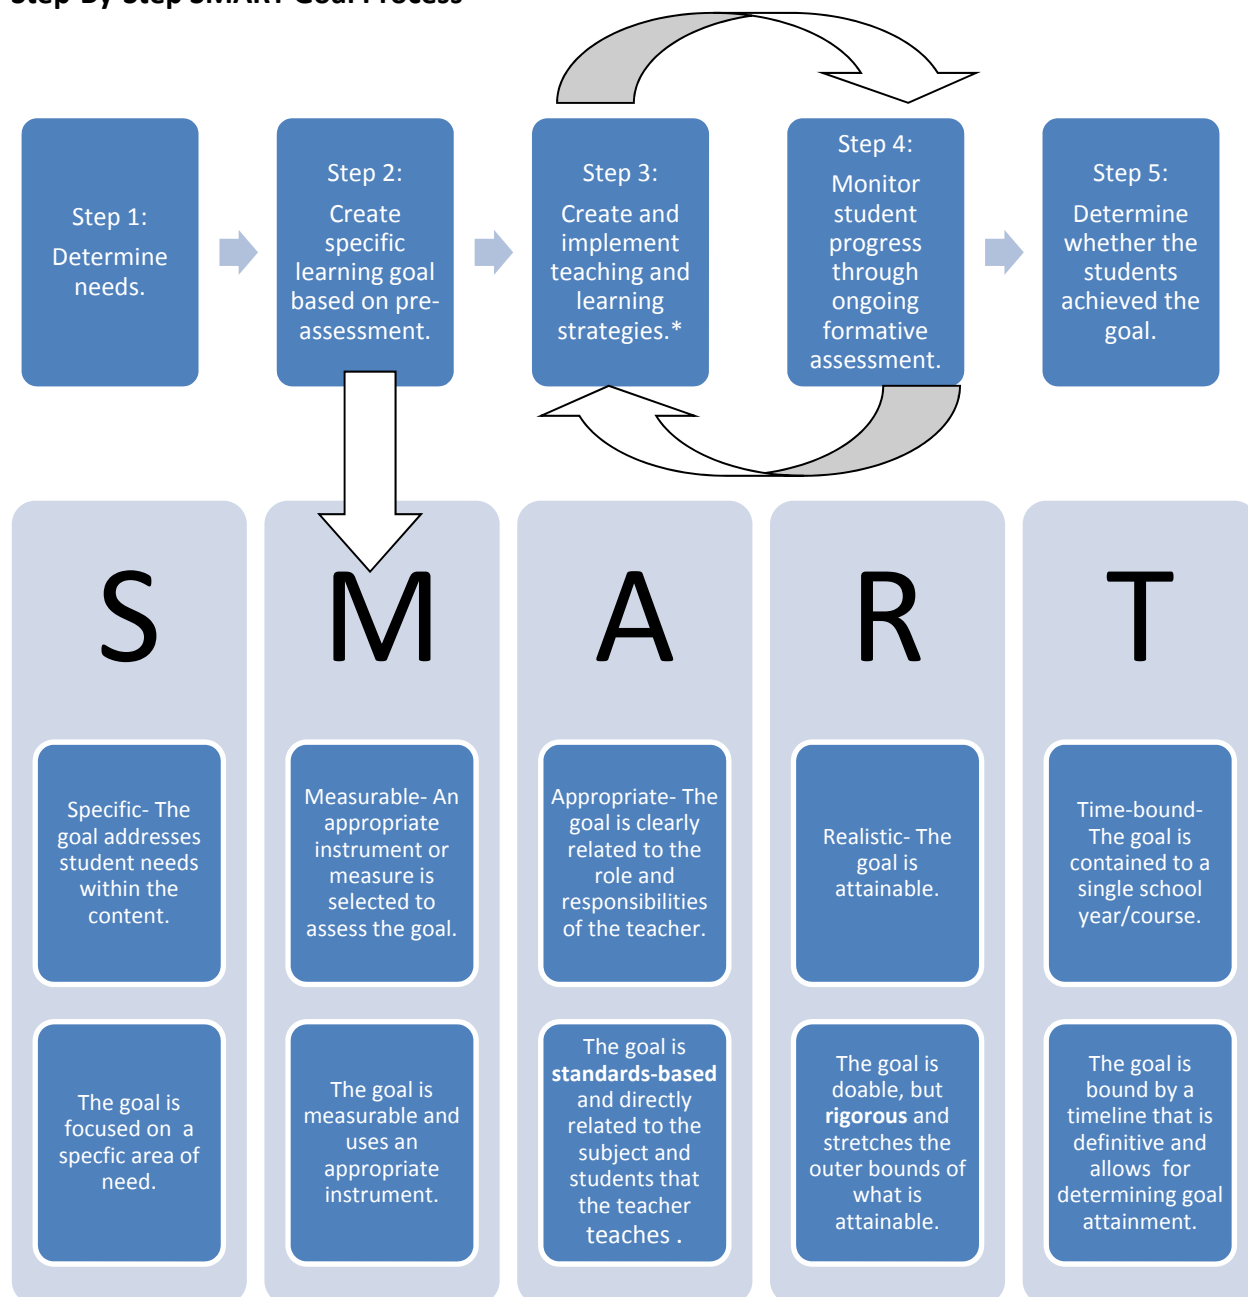 Step-By-Step SMART Goal Process
Step 1:
Determine
needs.
Step 2:
Create
specific
learning goal
based on pre-
assessment.
Step 3:
Create and
implement
teaching and
learning
strategies.*
Step 4:
Monitor
student
progress
through
ongoing
formative
assessment.
Step 5:
Determine
whether the
students
achieved the
goal.
S
M
A
R
T
Specific- The
goal addresses
student needs
within the
content.
Measurable- An
appropriate
instrument or
measure is
selected to
assess the goal.
Appropriate- The
goal is clearly
related to the
role and
responsibilities
of the teacher.
Realistic- The
goal is
attainable.
Time-bound-
The goal is
contained to a
single school
year/course.
The goal is
focused on  a
specfic area of
need.
The goal is
measurable and
uses an
appropriate
instrument.
The goal is
standards-based
and directly
related to the
subject and
students that
the teacher
teaches .
The goal is
doable, but
rigorous and
stretches the
outer bounds of
what is
attainable.
The goal is
bound by a
timeline that is
definitive and
allows  for
determining goal
attainment.